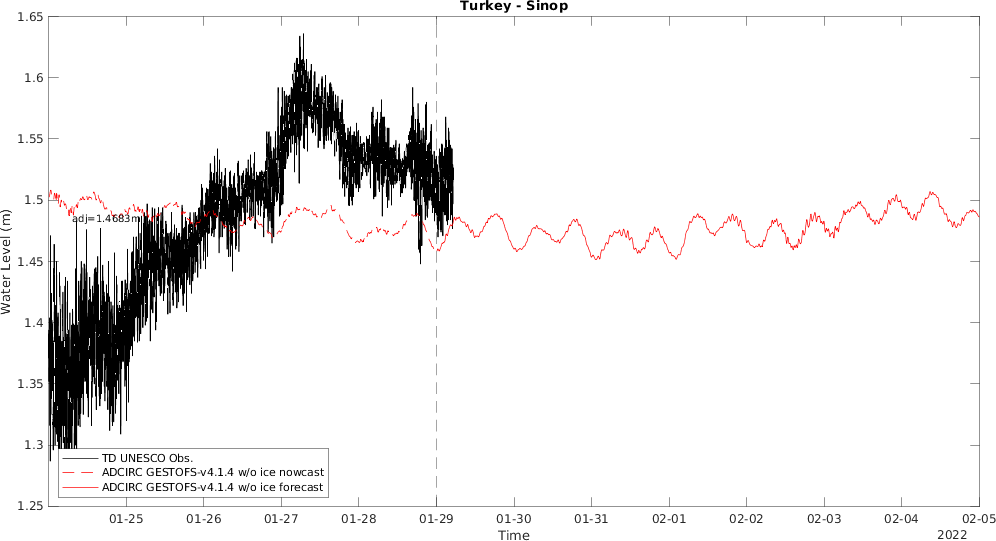 Turkey - Sinop
1.65
1.6
1.55
1.5
1.45
1.4
1.35
1.3
1.25
Water Level (m)
adj=1.4683m
TD UNESCO Obs.
ADCIRC GESTOFS-v4.1.4 w/o ice nowcast
ADCIRC GESTOFS-v4.1.4 w/o ice forecast
01-25 01-26 01-27 01-28 01-29 01-30 01-31 02-01 02-02 02-03 02-04 02-05
Time
2022